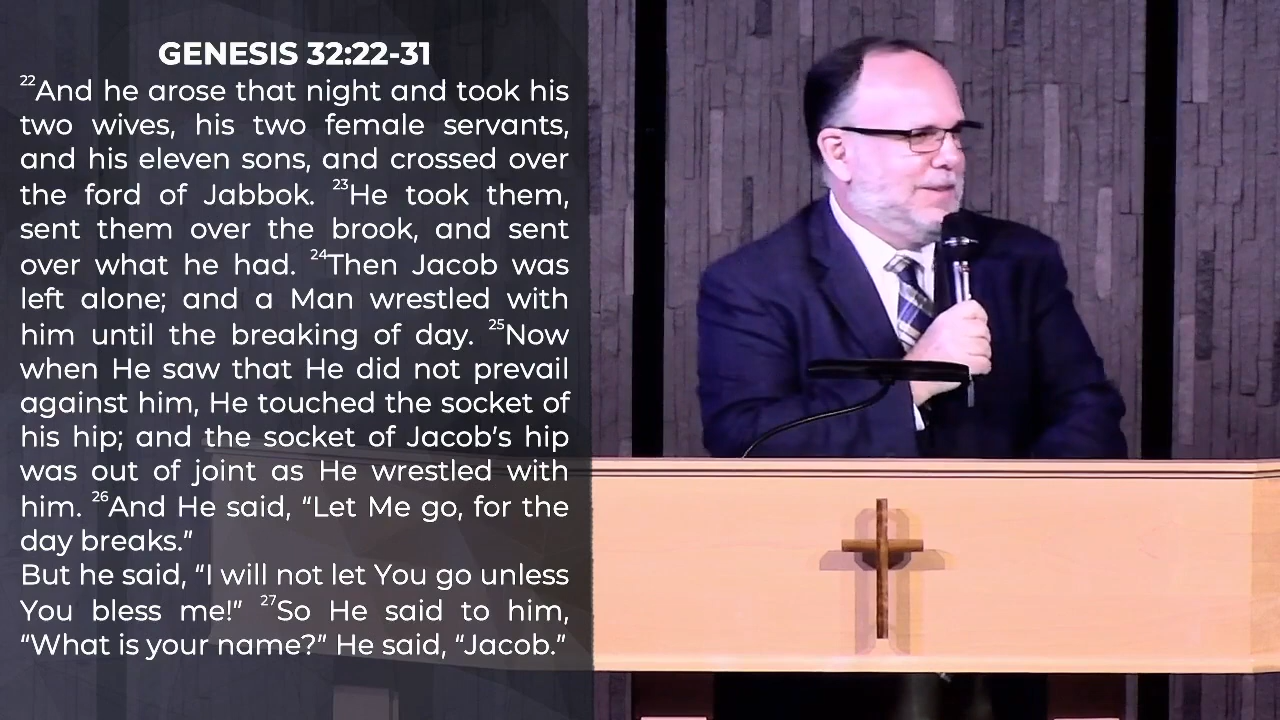 GENESIS 32:22-31
²²And he arose that night and took his
two wives, his two female servants,
and his eleven sons, and crossed over
the ford of Jabbok. ²³He took them,
sent them over the brook, and sent
over what he had. ²⁴Then Jacob was
left alone; and a Man wrestled with
him until the breaking of day. ²⁵Now
when He saw that He did not prevail
against him, He touched the socket of
his hip; and the socket of Jacob’s hip
was out of joint as He wrestled with
him. ²⁶And He said, “Let Me go, for the
day breaks.”
But he said, “I will not let You go unless
You bless me!” ²⁷So He said to him,
“What is your name?” He said, “Jacob.”